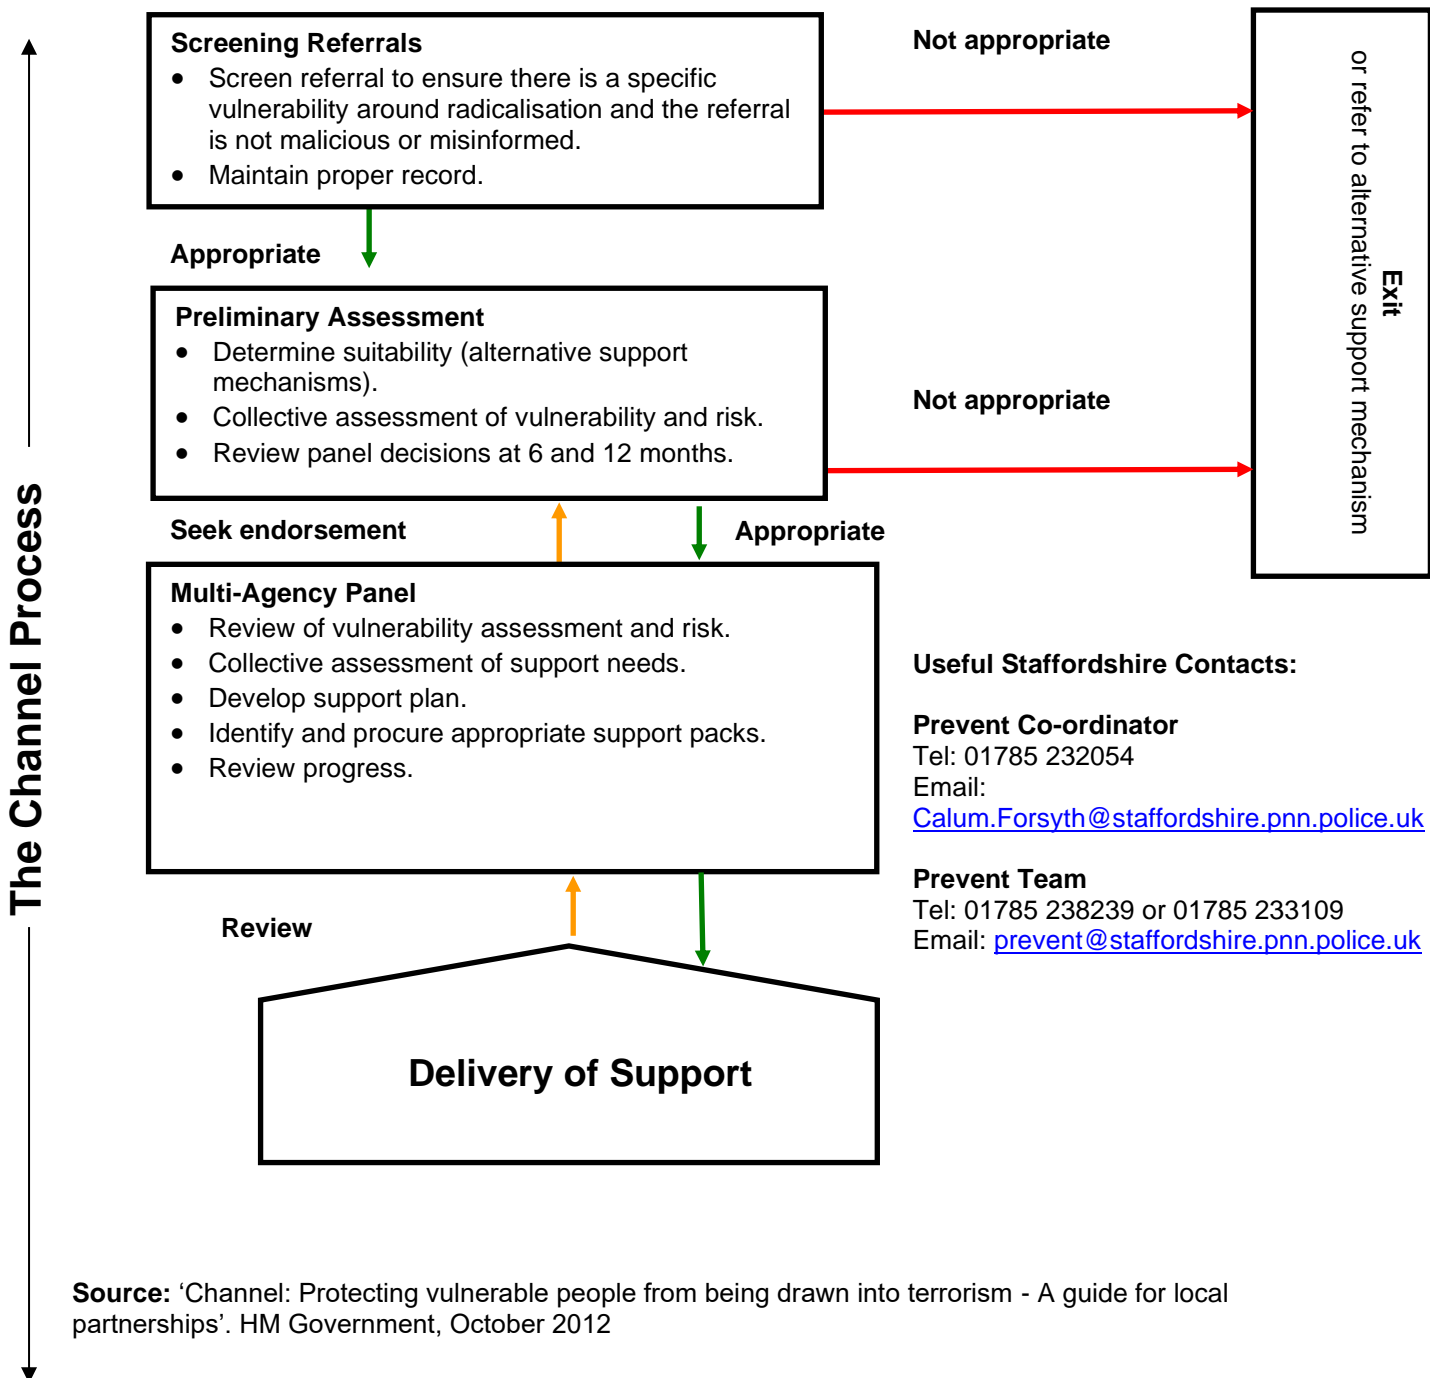 The Channel Process
Screening Referrals
• Screen referral to ensure there is a specific
vulnerability around radicalisation and the referral
is not malicious or misinformed.
• Maintain proper record.
Not appropriate
Exit
or refer to alternative support mechanism
Appropriate
Preliminary Assessment
• Determine suitability (alternative support
mechanisms).
• Collective assessment of vulnerability and risk.
• Review panel decisions at 6 and 12 months.
Not appropriate
Seek endorsement
Appropriate
Multi-Agency Panel
• Review of vulnerability assessment and risk.
• Collective assessment of support needs.
• Develop support plan.
• Identify and procure appropriate support packs.
• Review progress.
Useful Staffordshire Contacts:
Prevent Co-ordinator
Tel: 01785 232054
Email:
Calum.Forsyth@staffordshire.pnn.police.uk
Prevent Team
Tel: 01785 238239 or 01785 233109
Email: prevent@staffordshire.pnn.police.uk
Review
Delivery of Support
Source: ‘Channel: Protecting vulnerable people from being drawn into terrorism - A guide for local
partnerships’. HM Government, October 2012